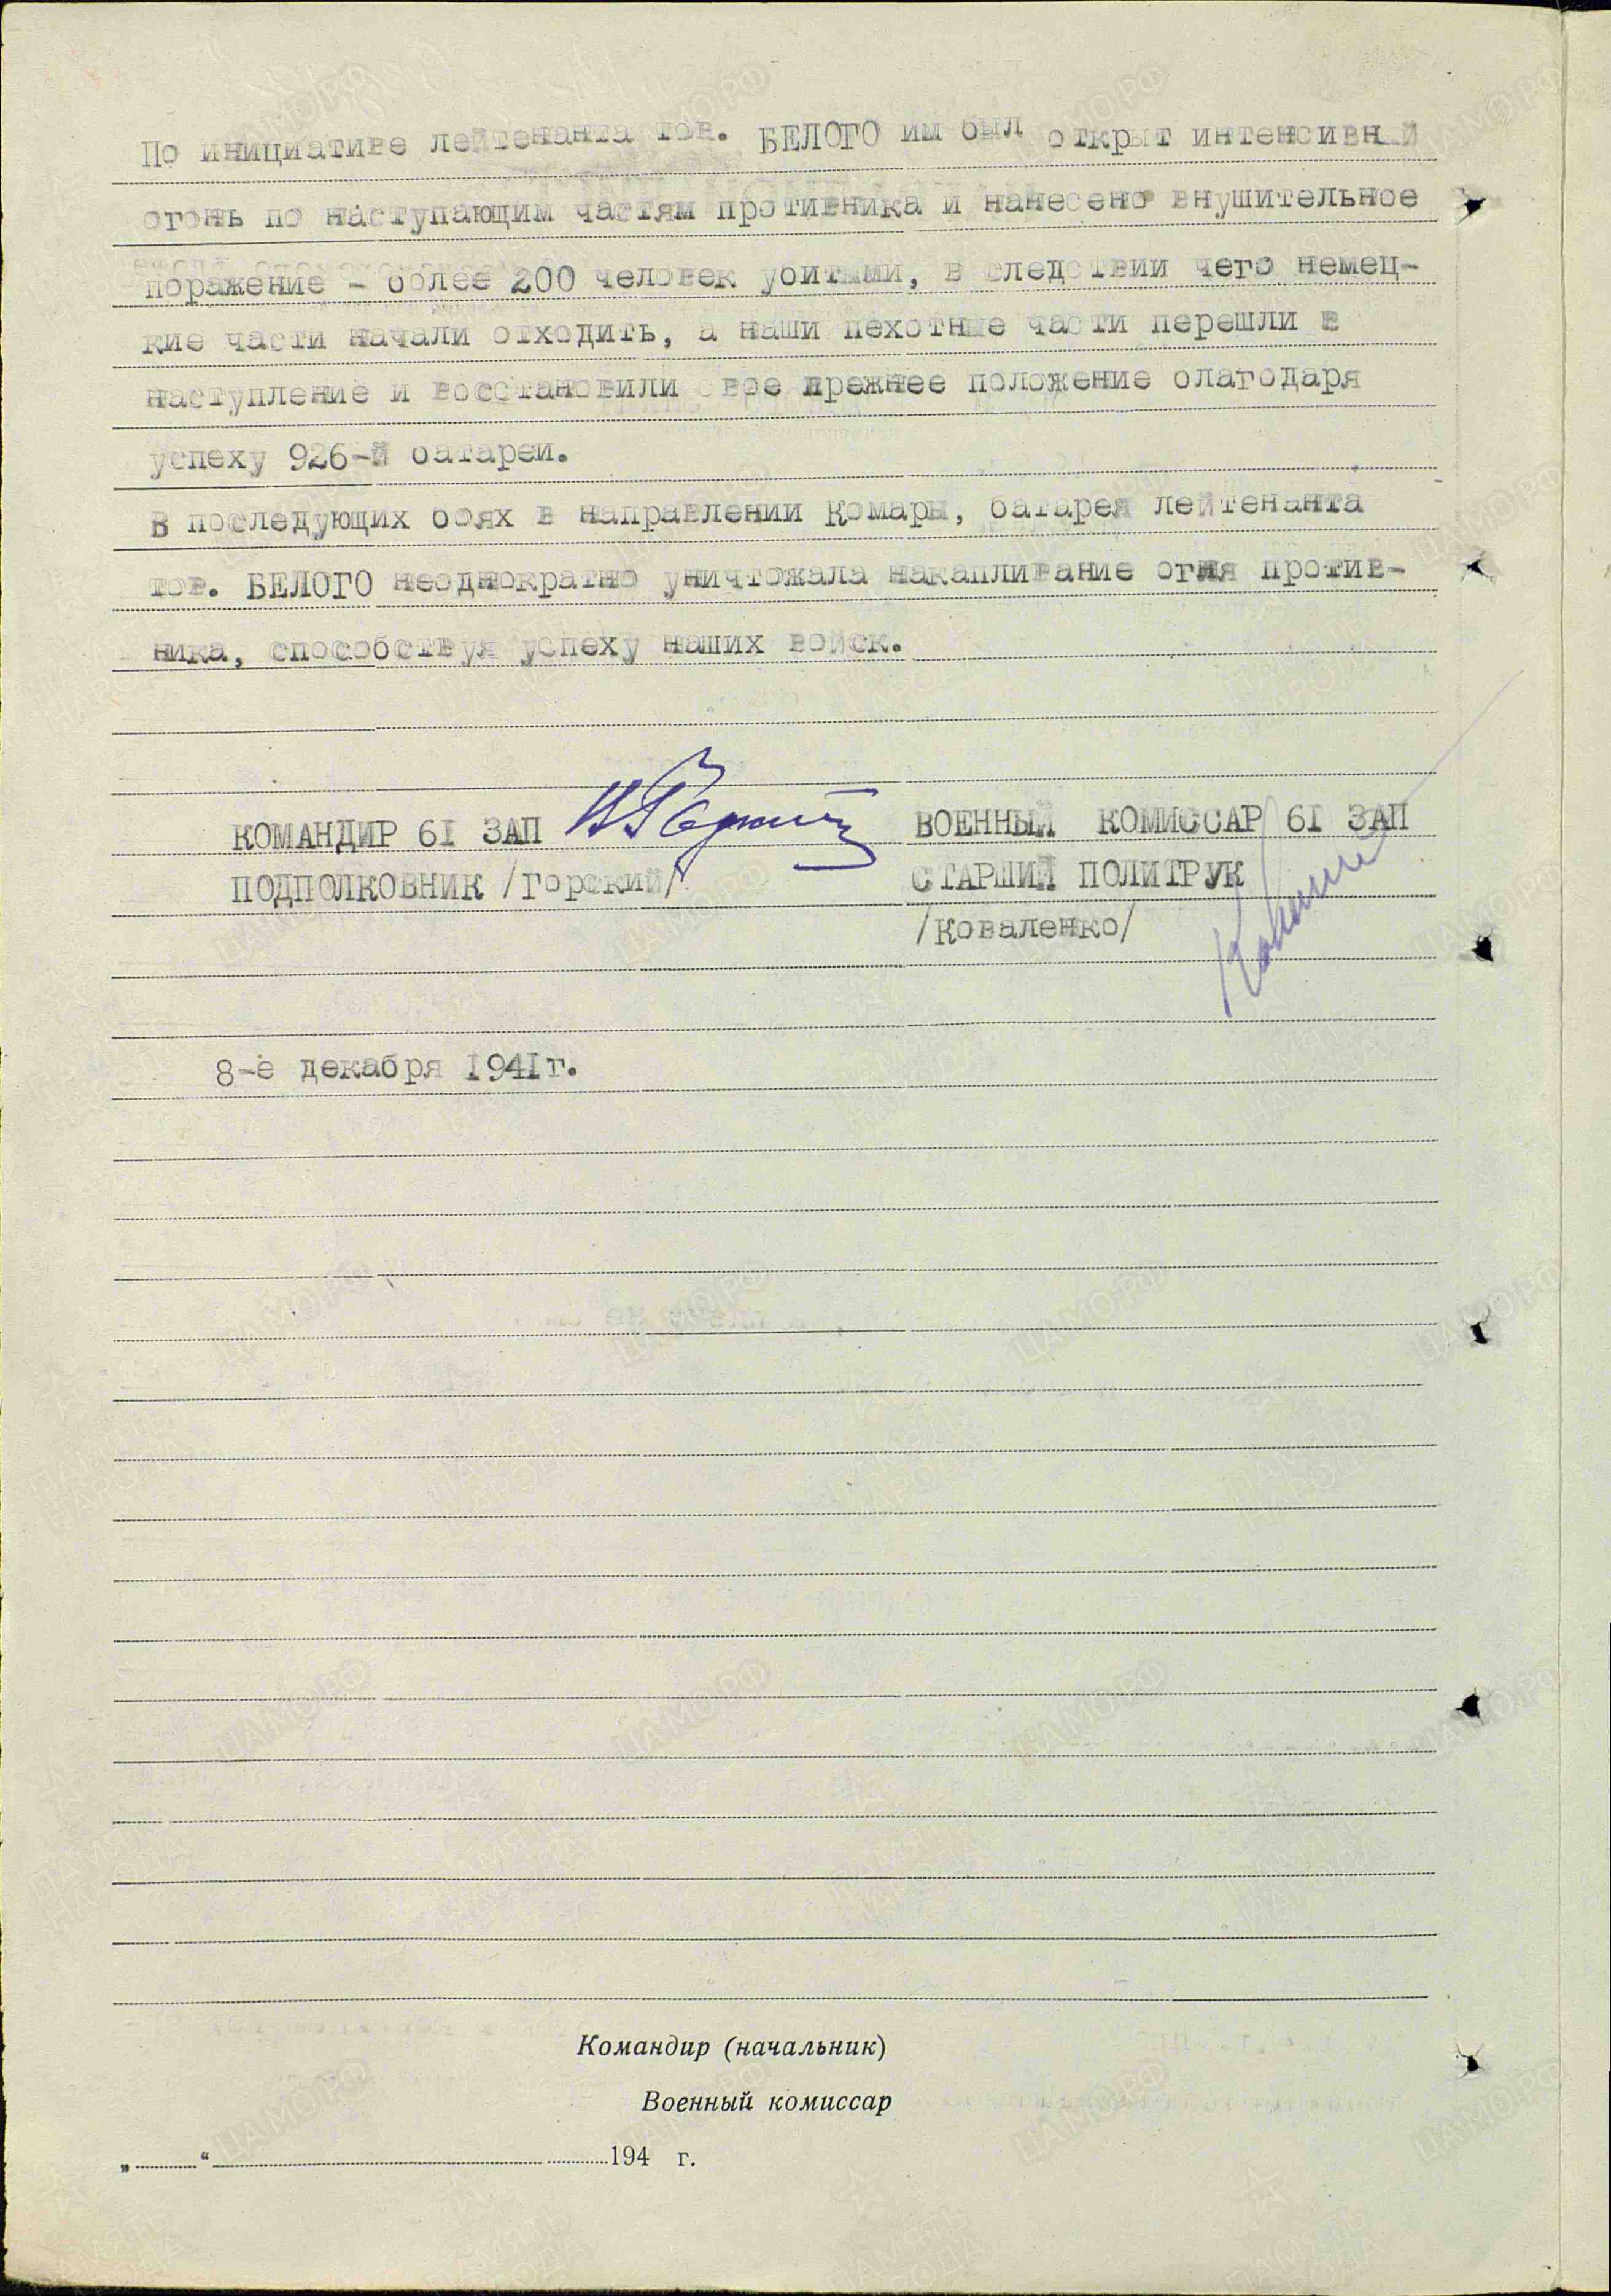 По инициативе лейтенанта тов. БЕЛОГО им был открыт интенсивный
огонь по наступающим частям противника и нанесено внушительное
поражение - более 200 человек убитыми, в следствии чего немец-
кие части начали отходить, а наши пехотные части перешли в
наступление и восстановили свое прежнее положение благодаря
успеху 926-й батареи.
В последующих боях в направлении Комары, батарея лейтенанта
тов. БЕЛОГО неоднократно уничтожала накапливание огня против-
ника, способствуя успеху наших войск.
КОМАНДИР 61 ЗАП ВОЕННЫЙ КОМИССАР 61 ЗАП
ПОДПОЛКОВНИК /Горский/ СТАРШИЙ ПОЛИТРУК
/Коваленко/
8-е декабря 1941г.
Командир (начальник)
Военный комиссар
„ “ 194 г.